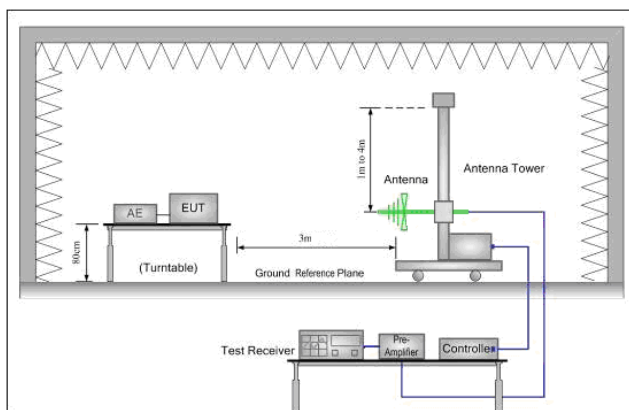 1m to 4m
Antenna
Antenna Tower
AE
EUT
80cm
(Turntable)
3m
Ground Reference Plane
Test Receiver
Pre-
Amplifier
Controller